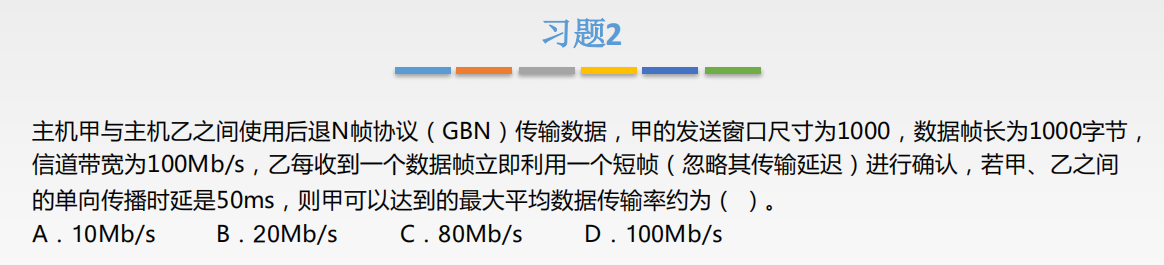 习题2
主机甲与主机乙之间使用后退N帧协议（GBN）传输数据，甲的发送窗口尺寸为1000，数据帧长为1000字节，
信道带宽为100Mb/s，乙每收到一个数据帧立即利用一个短帧（忽略其传输延迟）进行确认，若甲、乙之间
的单向传播时延是50ms，则甲可以达到的最大平均数据传输率约为（ ）。
A．10Mb/s B．20Mb/s C．80Mb/s D．100Mb/s